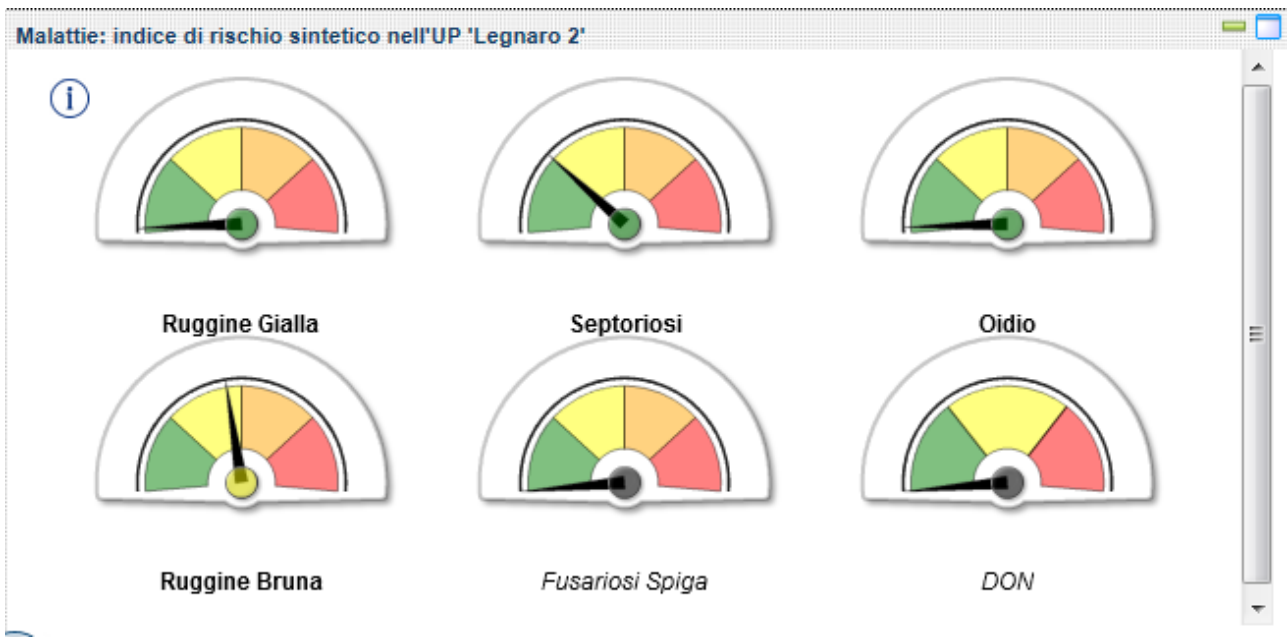 Malattie: indice di rischio sintetico nell'UP 'Legnaro 2'
i
Ruggine Gialla
Septoriosi
Oidio
Ruggine Bruna
Fusariosi Spiga
DON